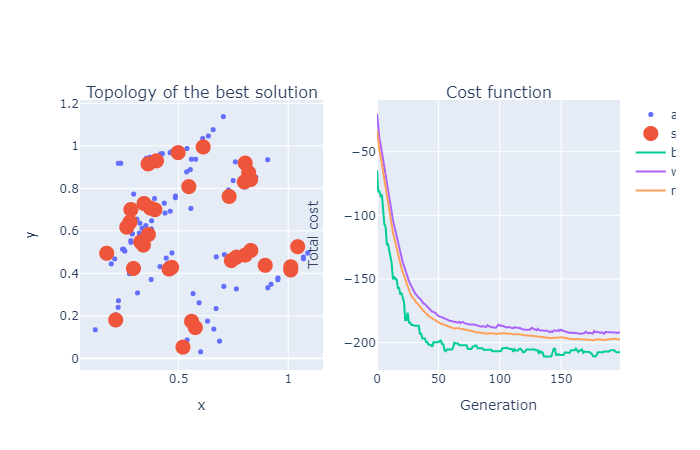 Topology of the best solution
Cost function
1.2
1
0.8
0.6
0.4
0.2
0
y
0.5
1
x
−50
−100
−150
−200
Total cost
0
50
100
150
Generation
a
s
b
w